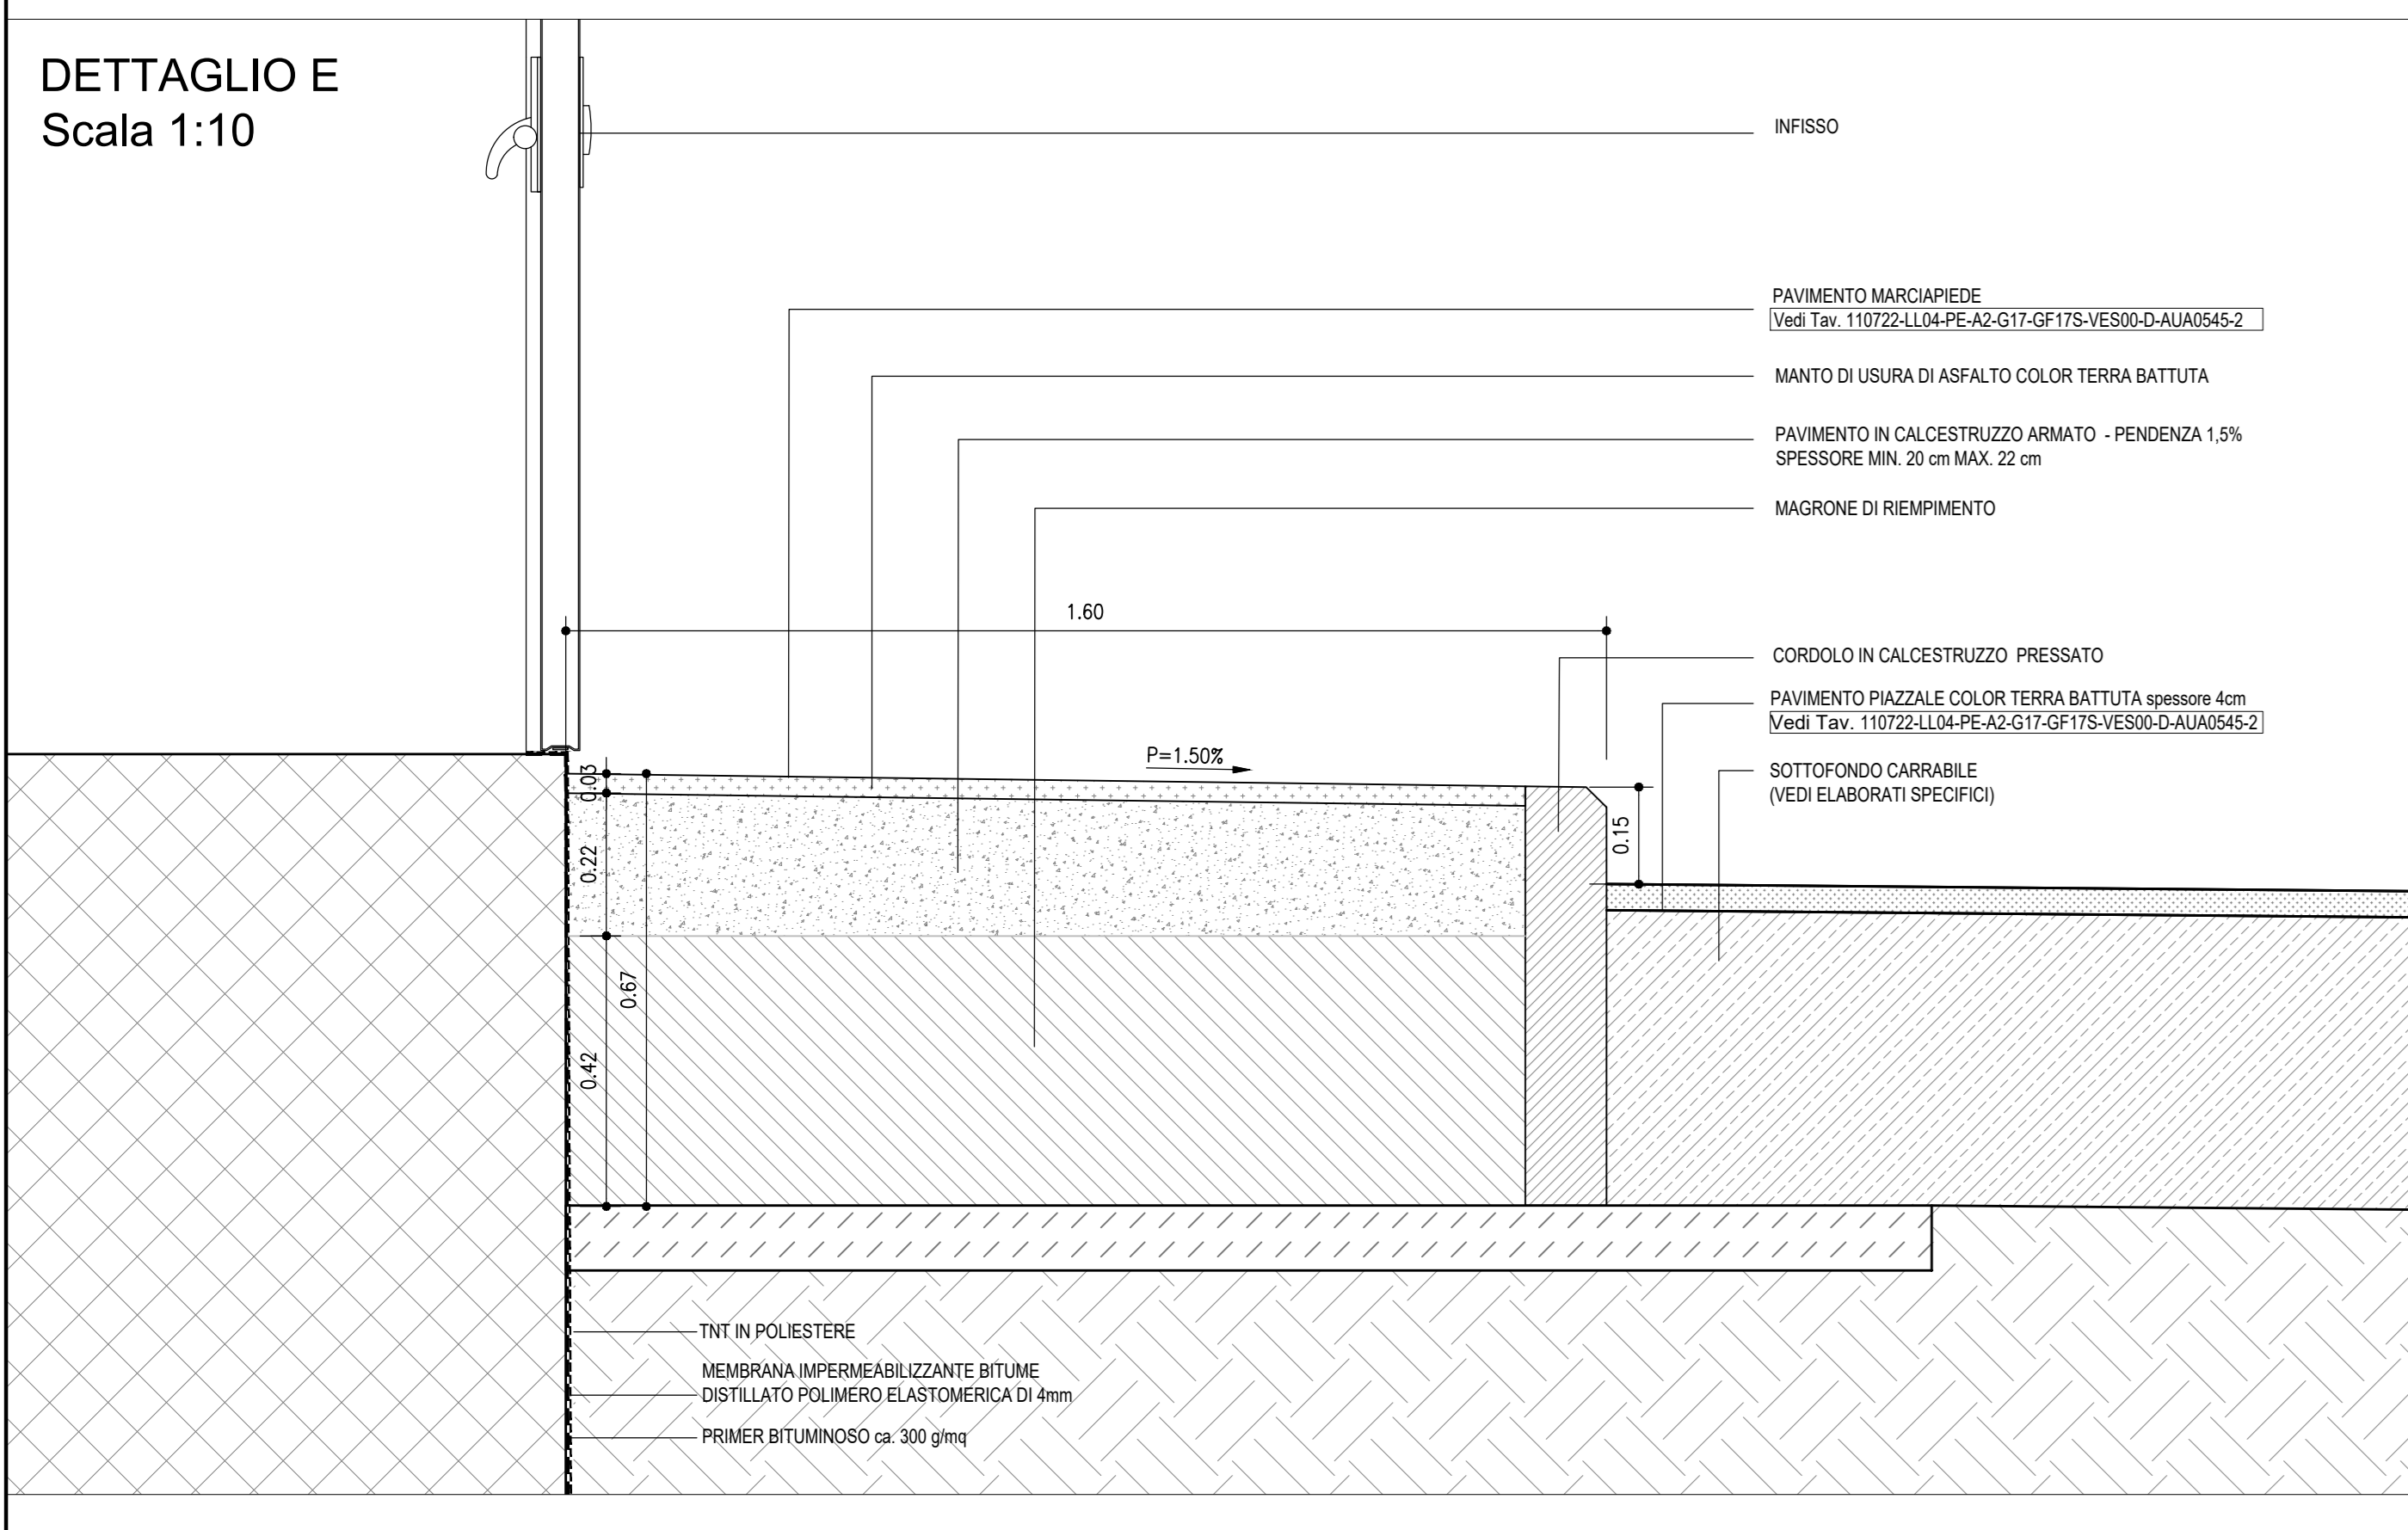 DETTAGLIO E
Scala 1:10
INFISSO
PAVIMENTO MARCIAPIEDE
Vedi Tav. 110722-LL04-PE-A2-G17-GF17S-VES00-D-AUA0545-2
MANTO DI USURA DI ASFALTO COLOR TERRA BATTUTA
PAVIMENTO IN CALCESTRUZZO ARMATO - PENDENZA 1,5%
SPESSORE MIN. 20 cm MAX. 22 cm
MAGRONE DI RIEMPIMENTO
1.60
CORDOLO IN CALCESTRUZZO PRESSATO
PAVIMENTO PIAZZALE COLOR TERRA BATTUTA spessore 4cm
Vedi Tav. 110722-LL04-PE-A2-G17-GF17S-VES00-D-AUA0545-2
P=1.50%
SOTTOFONDO CARRABILE
(VEDI ELABORATI SPECIFICI)
0.03
0.22
0.15
0.67
0.42
TNT IN POLIESTERE
MEMBRANA IMPERMEABILIZZANTE BITUME
DISTILLATO POLIMERO ELASTOMERICA DI 4mm
PRIMER BITUMINOSO ca. 300 g/mq